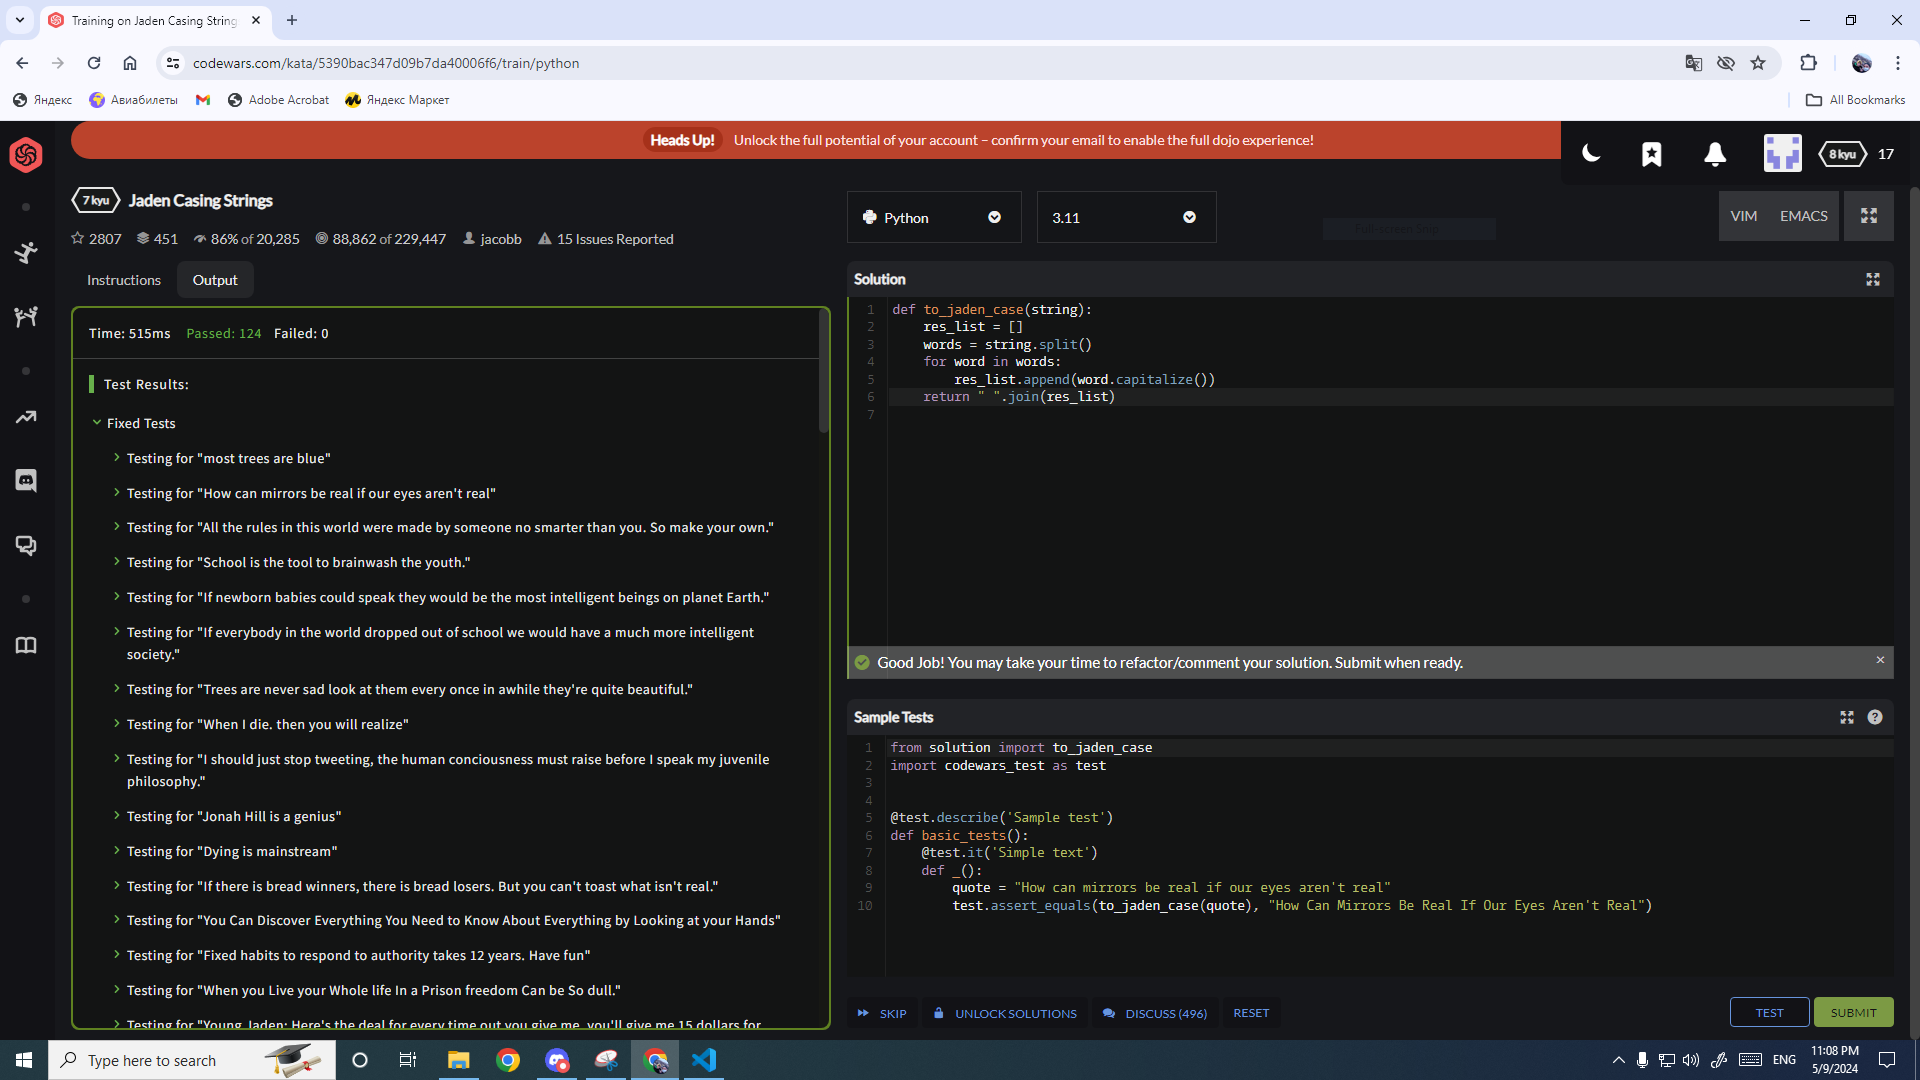 Training on Jaden Casing String
codewars.com/kata/5390bac347d09b7da40006f6/train/python
Яндекс
Авиабилеты
Adobe Acrobat
Яндекс Маркет
All Bookmarks
Heads Up! Unlock the full potential of your account – confirm your email to enable the full dojo experience!
8 kyu 17
7 kyu Jaden Casing Strings
2807 451 86% of 20,285 88,862 of 229,447 jacobb 15 Issues Reported
Instructions Output
Time: 515ms Passed: 124 Failed: 0
Test Results:
Fixed Tests
Testing for "most trees are blue"
Testing for "How can mirrors be real if our eyes aren't real"
Testing for "All the rules in this world were made by someone no smarter than you. So make your own."
Testing for "School is the tool to brainwash the youth."
Testing for "If newborn babies could speak they would be the most intelligent beings on planet Earth."
Testing for "If everybody in the world dropped out of school we would have a much more intelligent
society."
Testing for "Trees are never sad look at them every once in awhile they're quite beautiful."
Testing for "When I die. then you will realize"
Testing for "I should just stop tweeting, the human conciousness must raise before I speak my juvenile
philosophy."
Testing for "Jonah Hill is a genius"
Testing for "Dying is mainstream"
Testing for "If there is bread winners, there is bread losers. But you can't toast what isn't real."
Testing for "You Can Discover Everything You Need to Know About Everything by Looking at your Hands"
Testing for "Fixed habits to respond to authority takes 12 years. Have fun"
Testing for "When you Live your Whole life In a Prison freedom Can be So dull."
Testing for "Young Jaden: Here's the deal for every time out you give me, you'll give me 15 dollars for
Python
3.11
Full-screen Snip
VIM EMACS
Solution
1 def to_jaden_case(string):
2 res_list = []
3 words = string.split()
4 for word in words:
5 res_list.append(word.capitalize())
6 return " ".join(res_list)
7
Good Job! You may take your time to refactor/comment your solution. Submit when ready.
Sample Tests
1 from solution import to_jaden_case
2 import codewars_test as test
3
4
5 @test.describe('Sample test')
6 def basic_tests():
7 @test.it('Simple text')
8 def _():
9 quote = "How can mirrors be real if our eyes aren't real"
10 test.assert_equals(to_jaden_case(quote), "How Can Mirrors Be Real If Our Eyes Aren't Real")
SKIP UNLOCK SOLUTIONS DISCUSS (496) RESET TEST SUBMIT
Type here to search
ENG
11:08 PM
5/9/2024